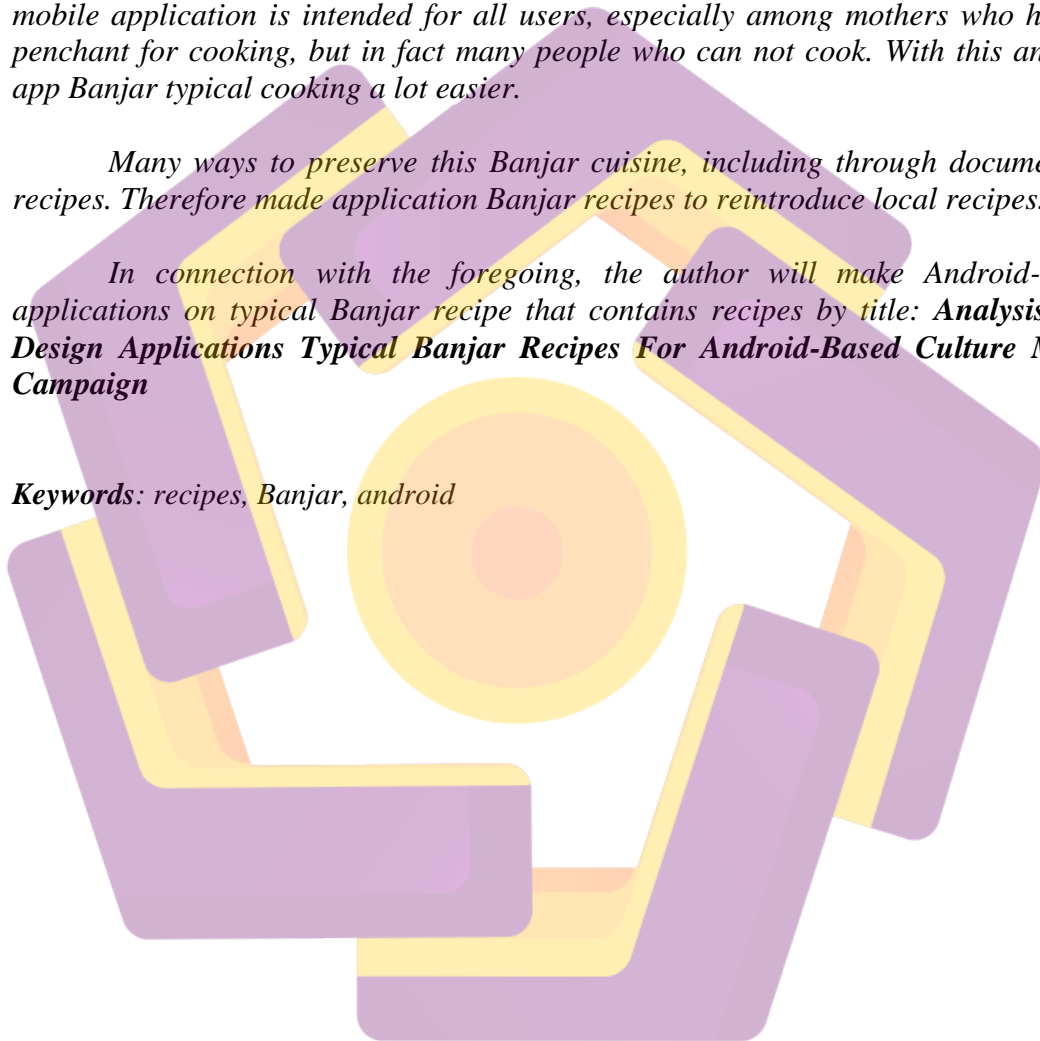 mobile application is intended for all users, especially among mothers who h
penchant for cooking, but in fact many people who can not cook. With this an
app Banjar typical cooking a lot easier.
Many ways to preserve this Banjar cuisine, including through docume
recipes. Therefore made application Banjar recipes to reintroduce local recipes.
In connection with the foregoing, the author will make Android-
applications on typical Banjar recipe that contains recipes by title: Analysis
Design Applications Typical Banjar Recipes For Android-Based Culture
Campaign
Keywords: recipes, Banjar, android